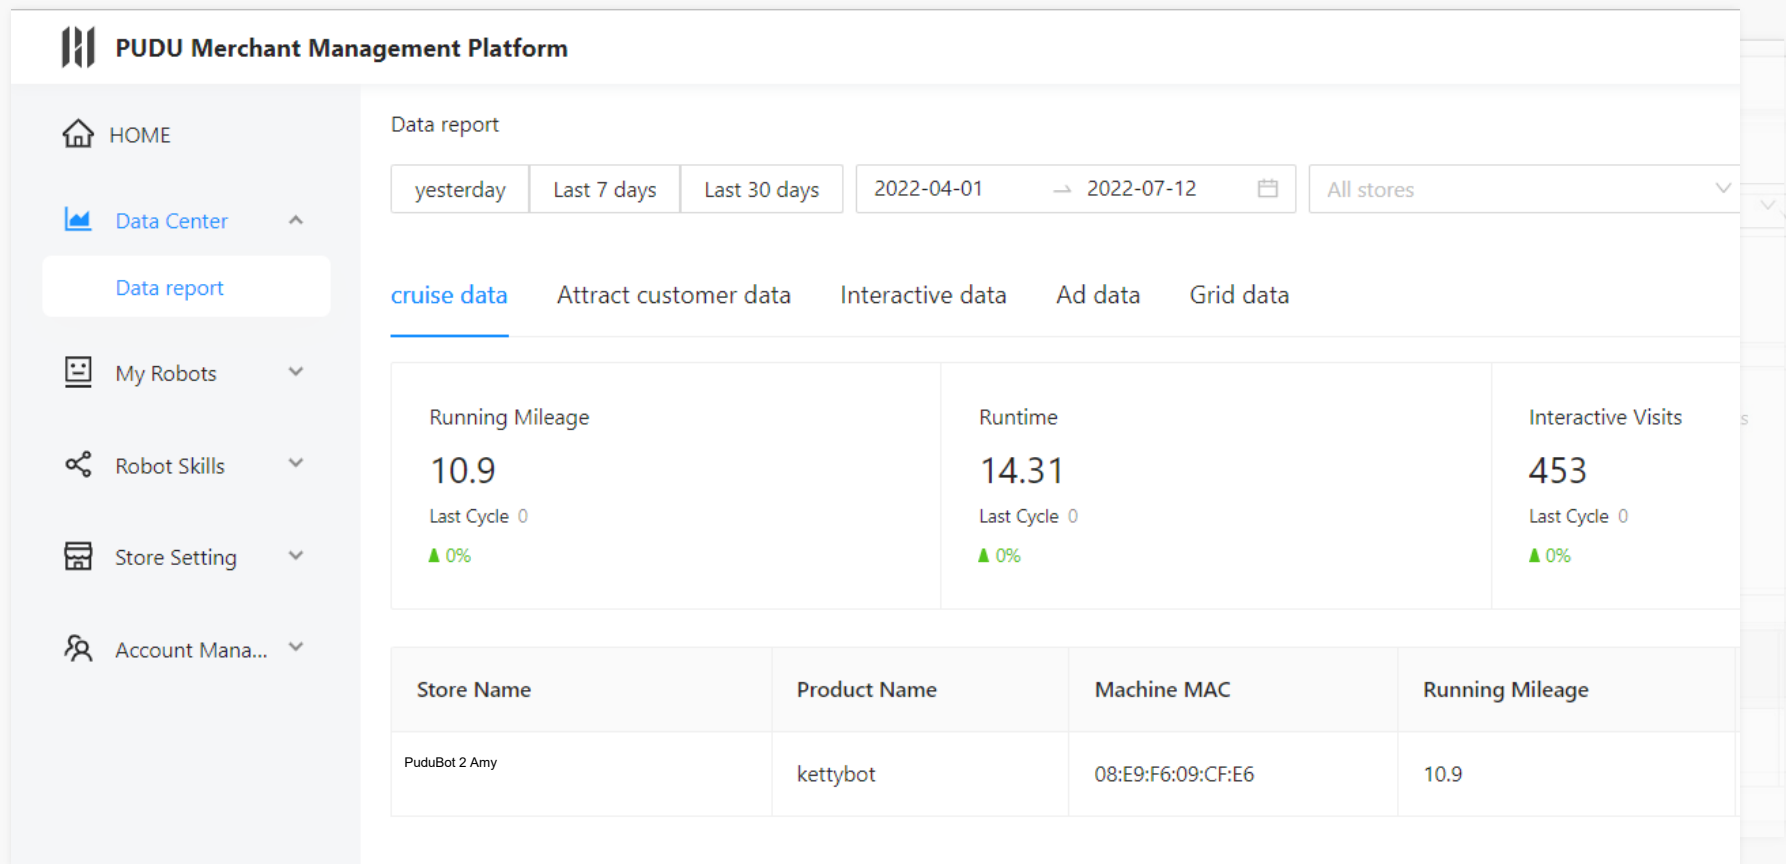 PUDU Merchant Management Platform
HOME
Data Center
Data report
My Robots
Robot Skills
Store Setting
Account Mana...
Data report
yesterday Last 7 days Last 30 days 2022-04-01 → 2022-07-12 All stores
cruise data Attract customer data Interactive data Ad data Grid data
Running Mileage
10.9
Last Cycle 0
0%
Runtime
14.31
Last Cycle 0
0%
Interactive Visits
453
Last Cycle 0
0%
Store Name Product Name Machine MAC Running Mileage
PuduBot 2 Amy kettybot 08:E9:F6:09:CF:E6 10.9